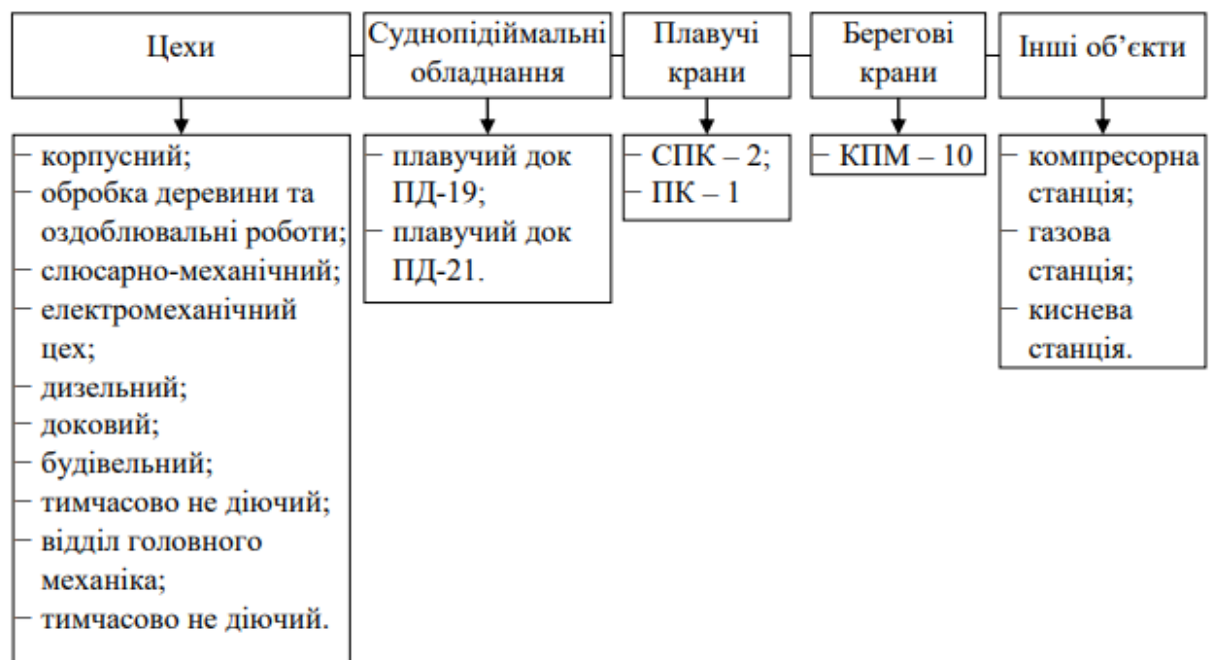 Цехи
Суднопідіймальні
обладнання
Плавучі
крани
Берегові
крани
Інші об’єкти
– корпусний;
– обробка деревини та
оздоблювальні роботи;
– слюсарно-механічний;
– електромеханічний
цех;
– дизельний;
– доковий;
– будівельний;
– тимчасово не діючий;
– відділ головного
механіка;
– тимчасово не діючий.
– плавучий док
ПД-19;
– плавучий док
ПД-21.
– СПК – 2;
– ПК – 1
– КПМ – 10
– компресорна
станція;
– газова
станція;
– киснева
станція.